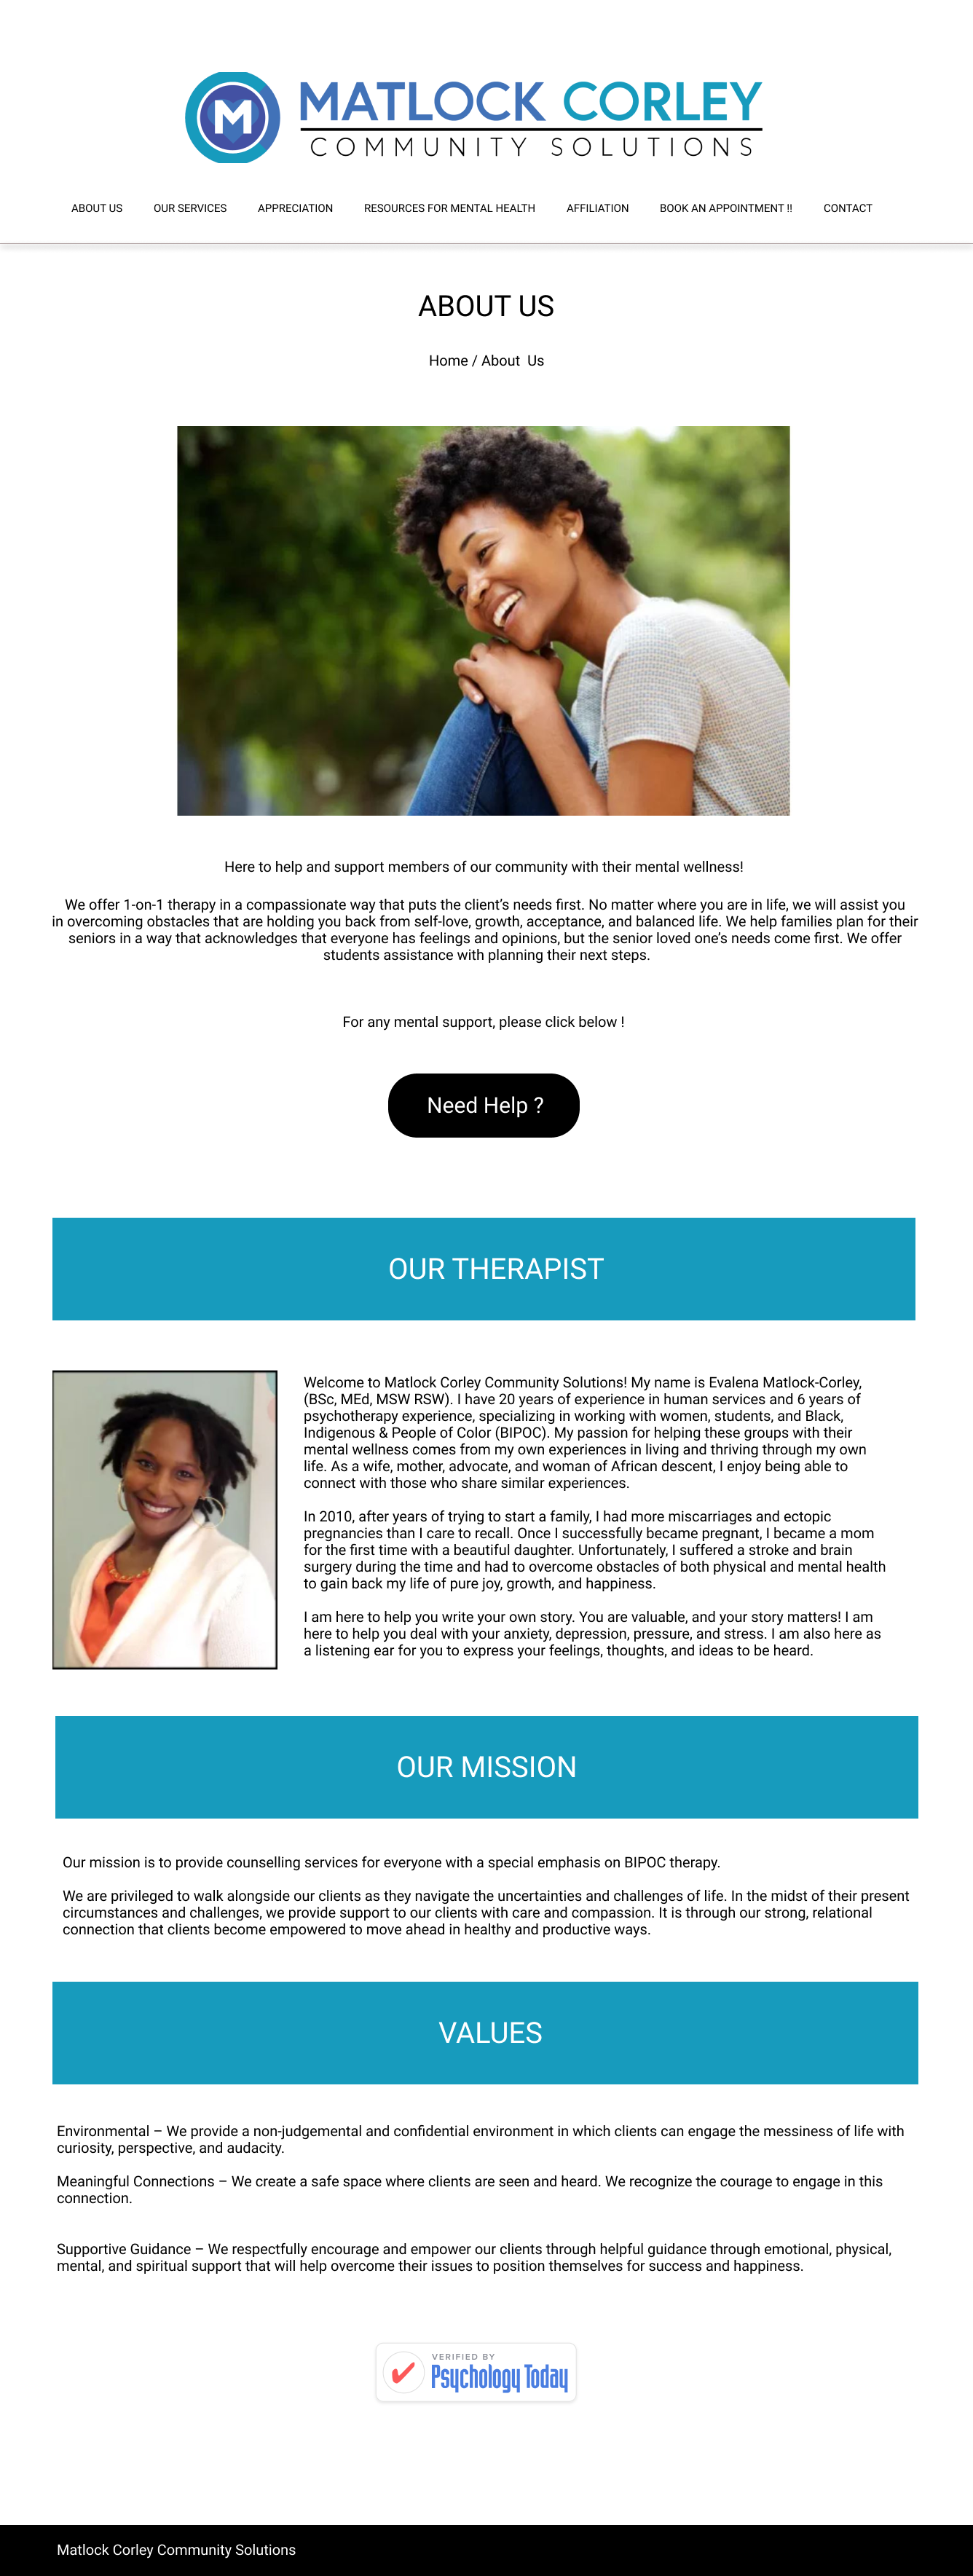 M
MATLOCK CORLEY
COMMUNITY SOLUTIONS
ABOUT US OUR SERVICES APPRECIATION RESOURCES FOR MENTAL HEALTH AFFILIATION BOOK AN APPOINTMENT !! CONTACT
ABOUT US
Home / About  Us
Here to help and support members of our community with their mental wellness!
We offer 1-on-1 therapy in a compassionate way that puts the client’s needs first. No matter where you are in life, we will assist you
in overcoming obstacles that are holding you back from self-love, growth, acceptance, and balanced life. We help families plan for their
seniors in a way that acknowledges that everyone has feelings and opinions, but the senior loved one’s needs come first. We offer
students assistance with planning their next steps.
For any mental support, please click below !
Need Help ?
OUR THERAPIST
Welcome to Matlock Corley Community Solutions! My name is Evalena Matlock-Corley,
(BSc, MEd, MSW RSW). I have 20 years of experience in human services and 6 years of
psychotherapy experience, specializing in working with women, students, and Black,
Indigenous & People of Color (BIPOC). My passion for helping these groups with their
mental wellness comes from my own experiences in living and thriving through my own
life. As a wife, mother, advocate, and woman of African descent, I enjoy being able to
connect with those who share similar experiences.
In 2010, after years of trying to start a family, I had more miscarriages and ectopic
pregnancies than I care to recall. Once I successfully became pregnant, I became a mom
for the first time with a beautiful daughter. Unfortunately, I suffered a stroke and brain
surgery during the time and had to overcome obstacles of both physical and mental health
to gain back my life of pure joy, growth, and happiness.
I am here to help you write your own story. You are valuable, and your story matters! I am
here to help you deal with your anxiety, depression, pressure, and stress. I am also here as
a listening ear for you to express your feelings, thoughts, and ideas to be heard.
OUR MISSION
Our mission is to provide counselling services for everyone with a special emphasis on BIPOC therapy.
We are privileged to walk alongside our clients as they navigate the uncertainties and challenges of life. In the midst of their present
circumstances and challenges, we provide support to our clients with care and compassion. It is through our strong, relational
connection that clients become empowered to move ahead in healthy and productive ways.
VALUES
Environmental – We provide a non-judgemental and confidential environment in which clients can engage the messiness of life with
curiosity, perspective, and audacity.
Meaningful Connections – We create a safe space where clients are seen and heard. We recognize the courage to engage in this
connection.
Supportive Guidance – We respectfully encourage and empower our clients through helpful guidance through emotional, physical,
mental, and spiritual support that will help overcome their issues to position themselves for success and happiness.
VERIFIED BY
Psychology Today
Matlock Corley Community Solutions